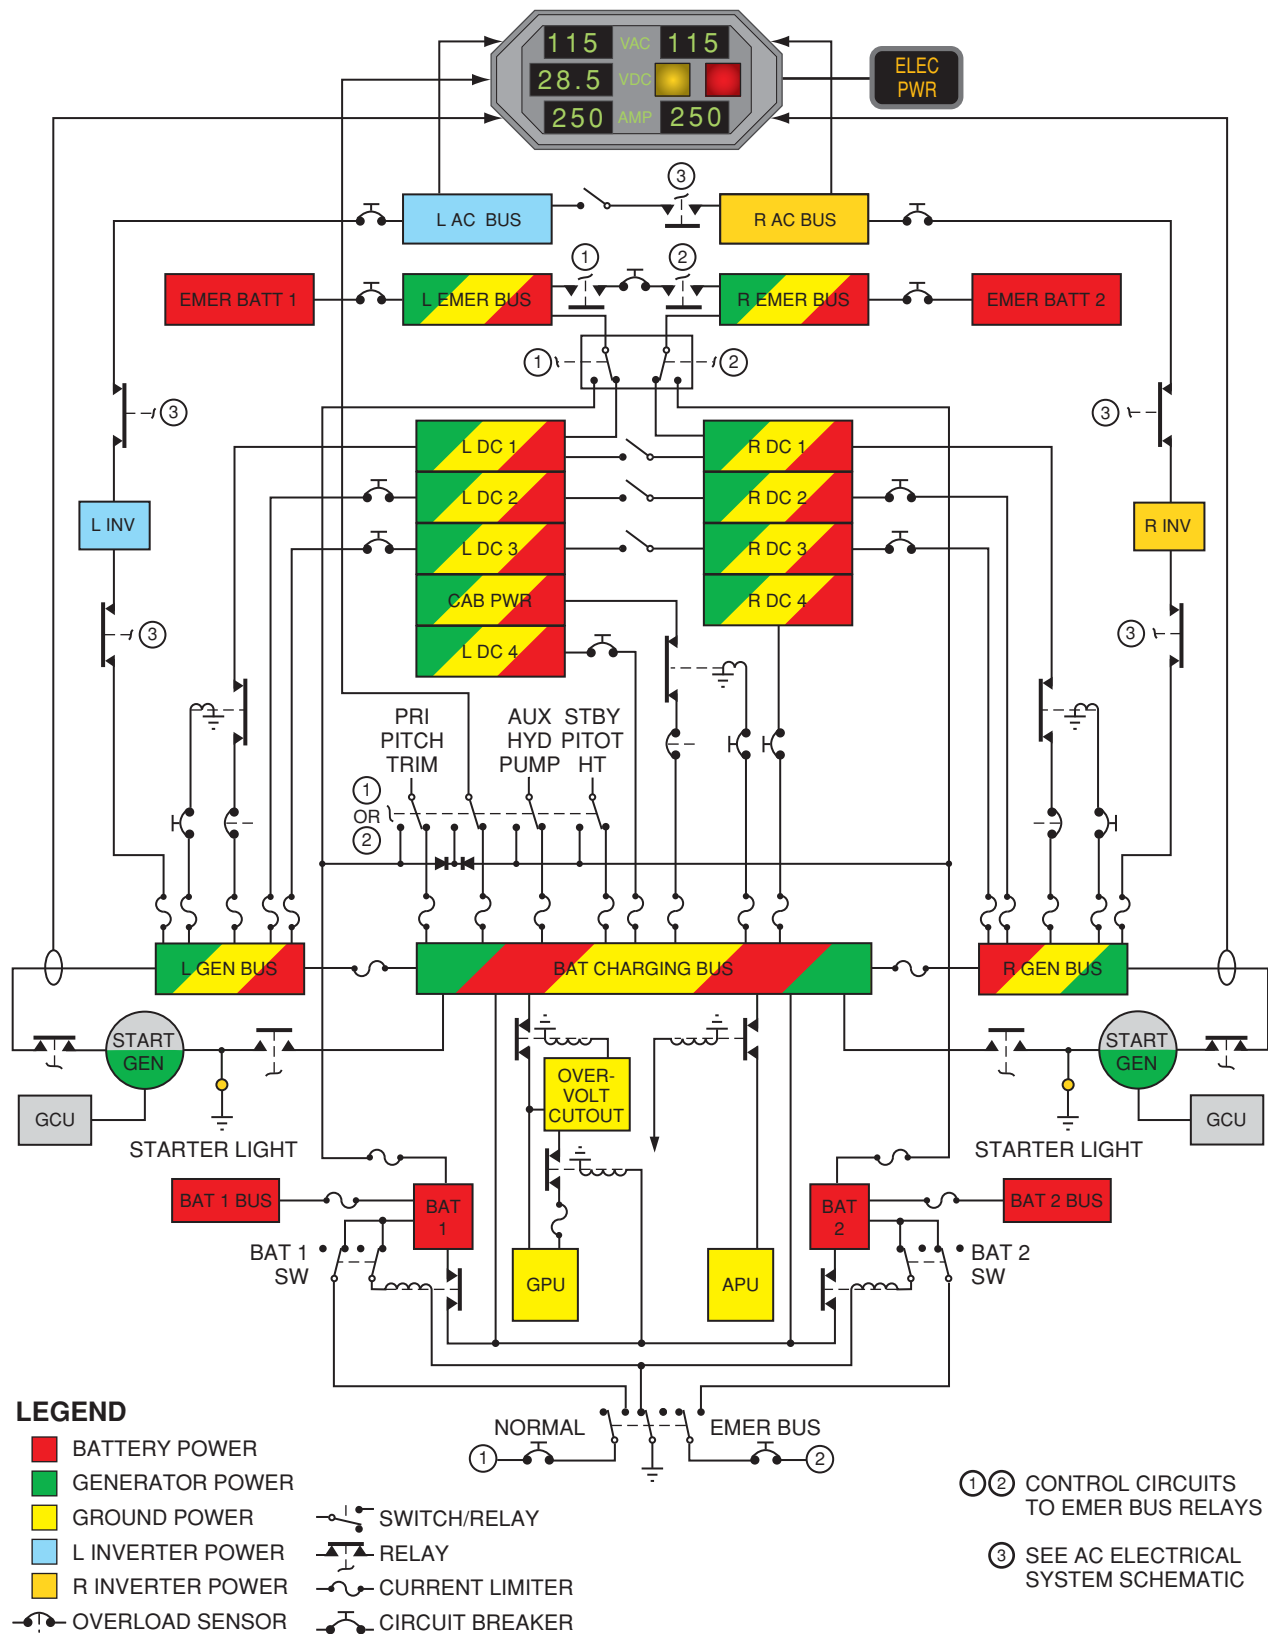 115 VAC 115
28.5 VDC
250 AMP 250
ELEC
PWR
3
L AC BUS
R AC BUS
1
2
EMER BATT 1
L EMER BUS
R EMER BUS
EMER BATT 2
1
2
3
3
L DC 1
R DC 1
L DC 2
R DC 2
L INV
R INV
L DC 3
R DC 3
CAB PWR
R DC 4
3
3
L DC 4
PRI
PITCH
TRIM
AUX
HYD
PUMP
STBY
PITOT
HT
1
OR
2
L GEN BUS
BAT CHARGING BUS
R GEN BUS
START
GEN
START
GEN
OVER-
VOLT
CUTOUT
GCU
GCU
STARTER LIGHT
STARTER LIGHT
BAT 1 BUS
BAT
1
BAT
2
BAT 2 BUS
BAT 1
SW
BAT 2
SW
GPU
APU
NORMAL
EMER BUS
1
2
LEGEND
BATTERY POWER
GENERATOR POWER
GROUND POWER
L INVERTER POWER
R INVERTER POWER
OVERLOAD SENSOR
SWITCH/RELAY
RELAY
CURRENT LIMITER
CIRCUIT BREAKER
1 2 CONTROL CIRCUITS
TO EMER BUS RELAYS
3 SEE AC ELECTRICAL
SYSTEM SCHEMATIC